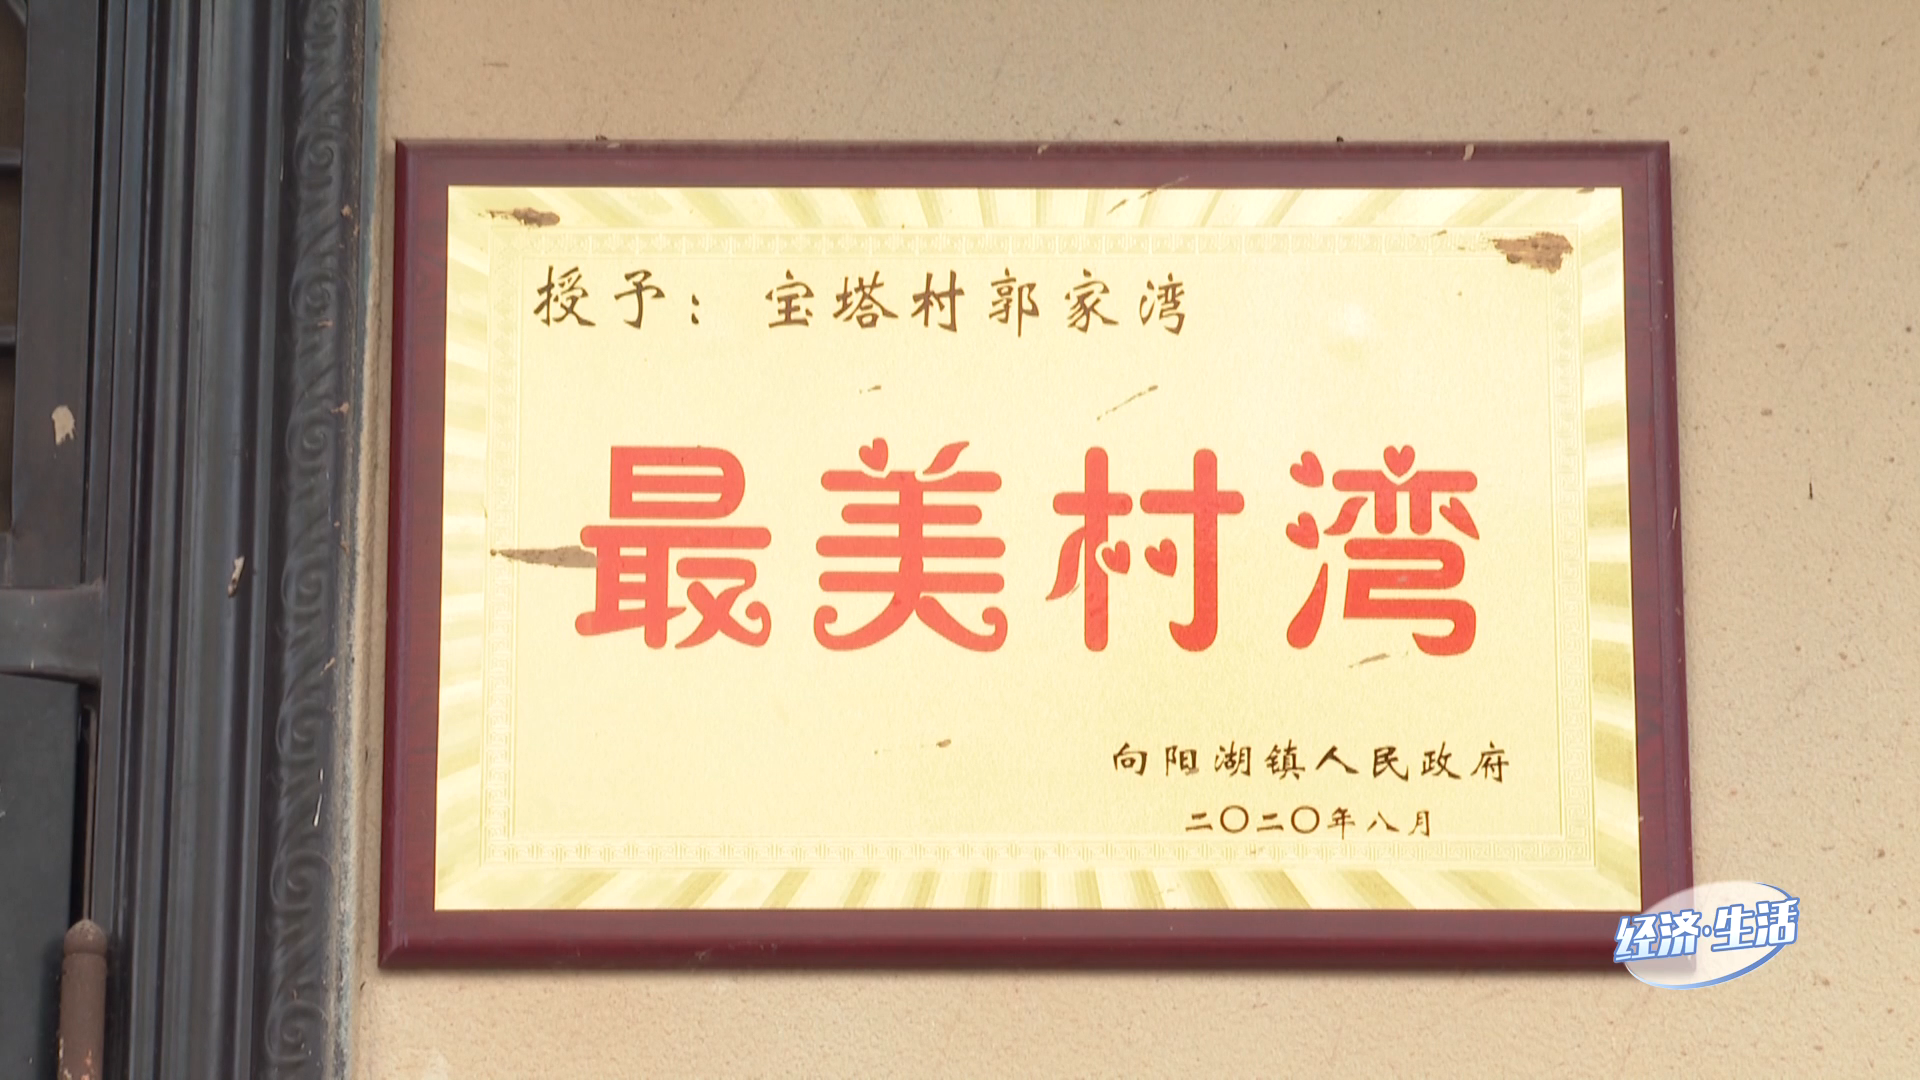 授予：宝塔村郭家湾
最美村湾
向阳湖镇人民政府
二〇二〇年八月
经济·生活